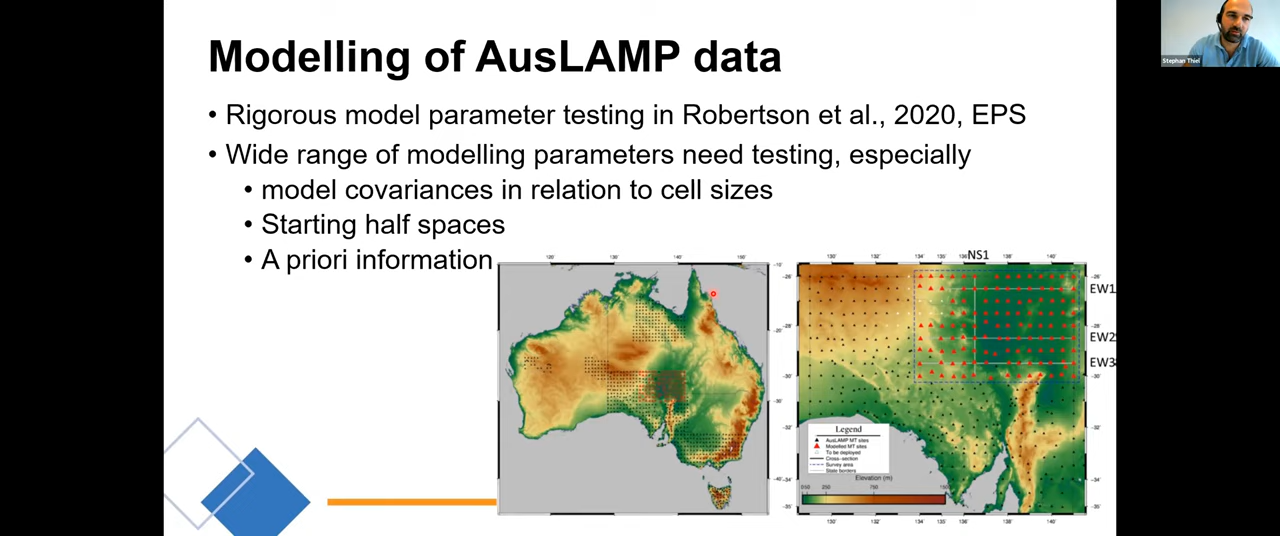 Modelling of AusLAMP data
Stephan Thiel
• Rigorous model parameter testing in Robertson et al., 2020, EPS
• Wide range of modelling parameters need testing, especially
• model covariances in relation to cell sizes
• Starting half spaces
• A priori information
NS1
EW1
EW2
EW3
Legend
AusLAMP MT sites
Modelled MT sites
To be deployed
Cross-section
Survey area
State borders
Elevation (m)